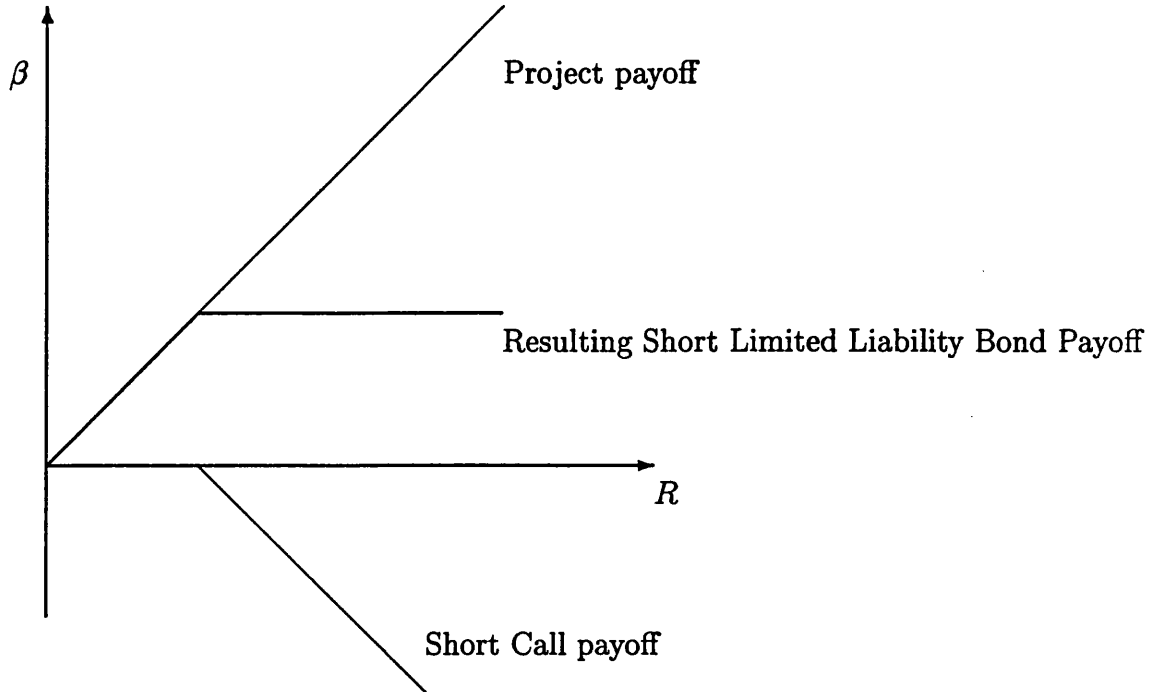 β
Project payoff
Resulting Short Limited Liability Bond Payoff
R
Short Call payoff